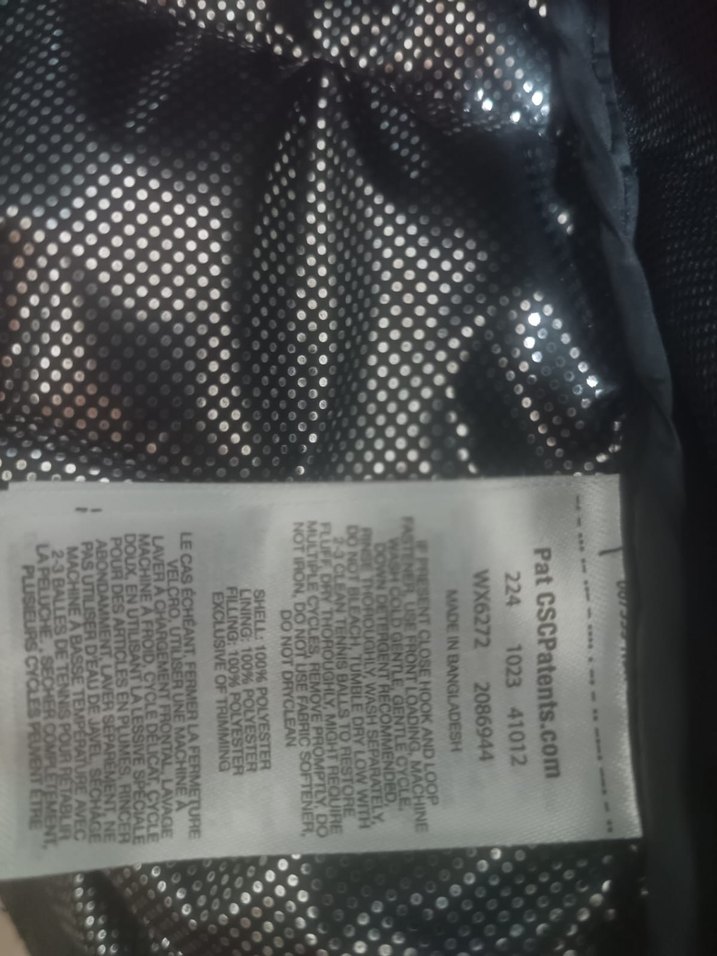 Pat CSCPatents.com
224 1023 41012
WX6272 2086944
MADE IN BANGLADESH
IF PRESENT CLOSE HOOK AND LOOP
FASTENER, USE FRONT LOADING, MACHINE
WASH COLD GENTLE, GENTLE CYCLE,
DOWN DETERGENT RECOMMENDED,
RINSE THOROUGHLY, WASH SEPARATELY,
DO NOT BLEACH, TUMBLE DRY LOW WITH
2-3 CLEAN TENNIS BALLS TO RESTORE
FLUFF, DRY THOROUGHLY, MIGHT REQUIRE
MULTIPLE CYCLES, REMOVE PROMPTLY, DO
NOT IRON, DO NOT USE FABRIC SOFTENER,
DO NOT DRYCLEAN
SHELL: 100% POLYESTER
LINING: 100% POLYESTER
FILLING: 100% POLYESTER
EXCLUSIVE OF TRIMMING
LE CAS ÉCHÉANT, FERMER LA FERMETURE
VELCRO, UTILISER UNE MACHINE À
LAVER À CHARGEMENT FRONTAL, LAVAGE
MACHINE À FROID, CYCLE DÉLICAT, CYCLE
DOUX, EN UTILISANT LA LESSIVE SPÉCIALE
POUR DES ARTICLES EN PLUMES, RINCER
ABONDAMMENT, LAVER SÉPARÉMENT, NE
PAS UTILISER D'EAU DE JAVEL, SÉCHAGE
MACHINE À BASSE TEMPÉRATURE AVEC
2-3 BALLES DE TENNIS POUR RÉTABLIR
LA PELUCHE, SÉCHER COMPLÈTEMENT,
PLUSIEURS CYCLES PEUVENT ÊTRE